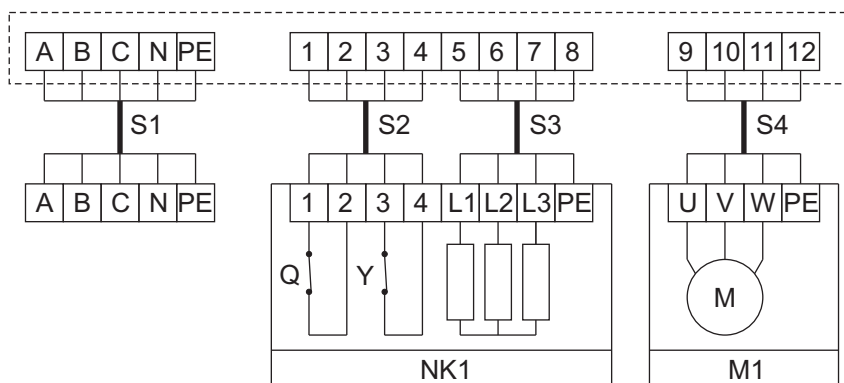 A B C N PE 1 2 3 4 5 6 7 8 9 10 11 12
S1 S2 S3 S4
A B C N PE 1 2 3 4 L1 L2 L3 PE U V W PE
Q Y M
NK1 M1